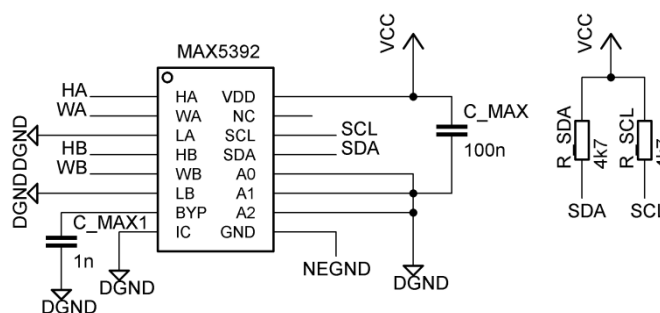 MAX5392
VCC
VCC
HA
HA
VDD
WA
WA
NC
C_MAX
DGND
LA
SCL
SCL
HB
HB
SDA
SDA
100n
WB
WB
A0
DGND
LB
A1
C_MAX1
BYP
A2
1n
IC
GND
DGND
DGND
NEGND
DGND
R_SDA
4k7
R_SCL
SDA